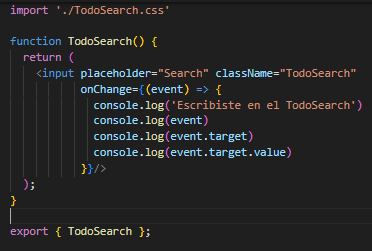 import './TodoSearch.css'
function TodoSearch() {
return (
<input placeholder="Search" className="TodoSearch"
onChange={(event) => {
console.log('Escribiste en el TodoSearch')
console.log(event)
console.log(event.target)
console.log(event.target.value)
}}/>
);
}
export { TodoSearch };